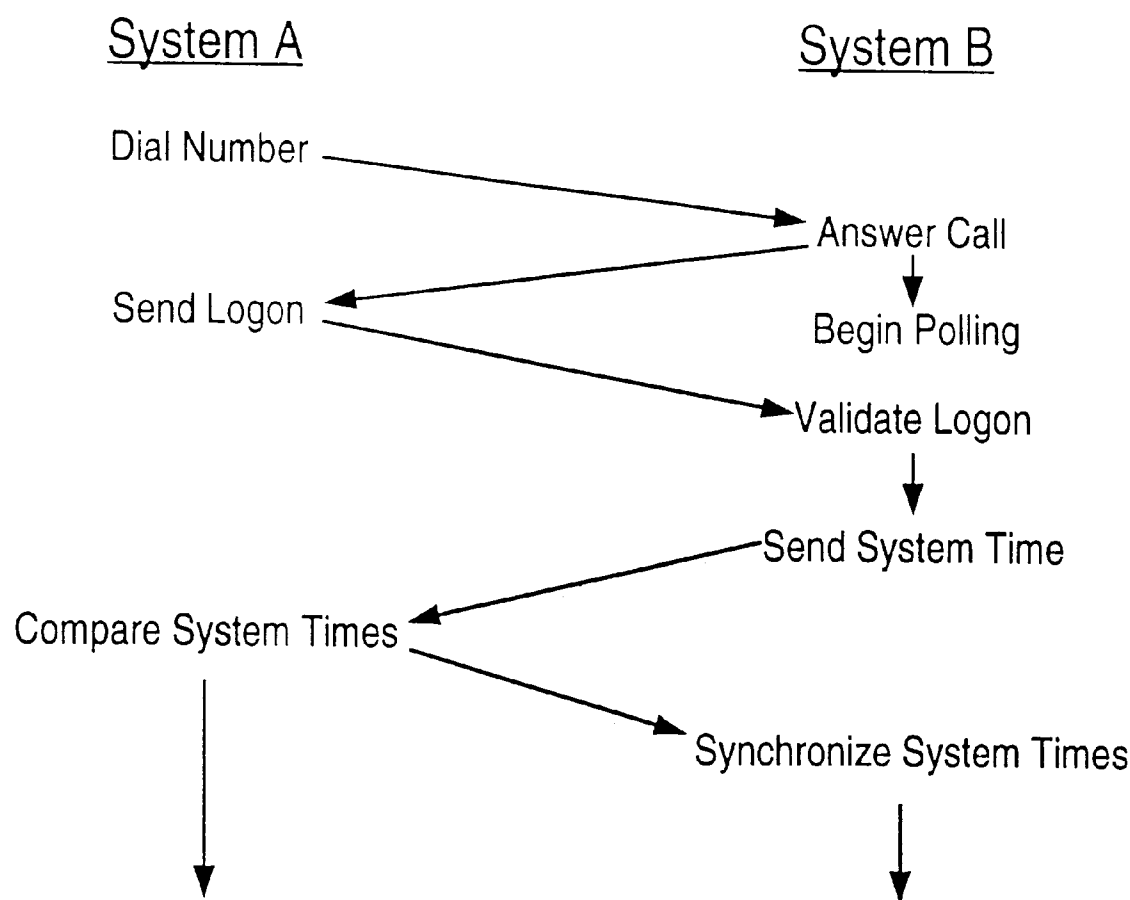 System A
System B
Dial Number
Answer Call
Send Logon
Begin Polling
Validate Logon
Send System Time
Compare System Times
Synchronize System Times